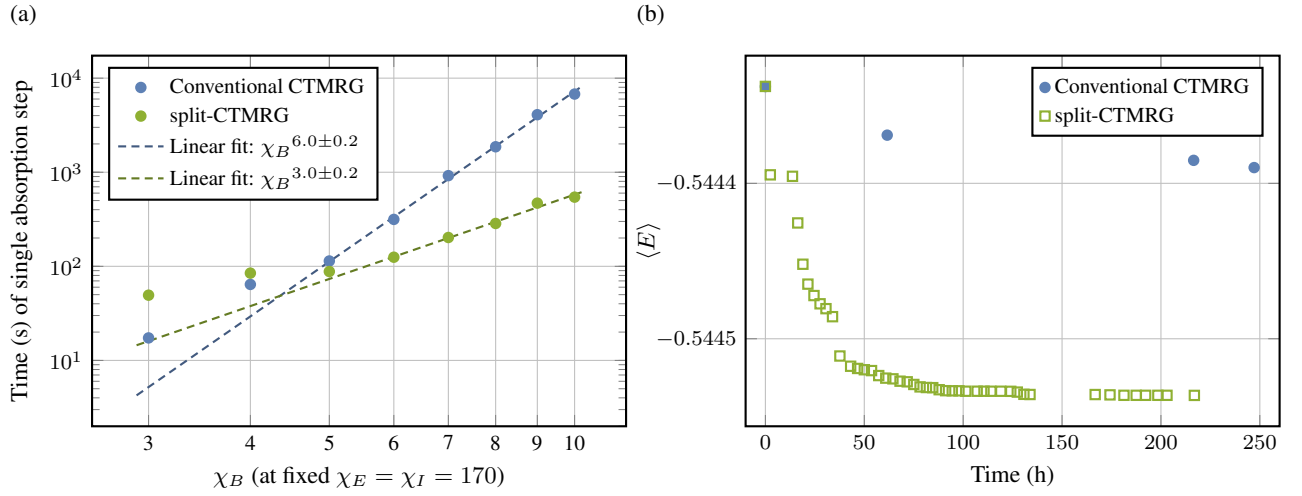 (a)
Time (s) of single absorption step
10^4
10^3
10^2
10^1
Conventional CTMRG
split-CTMRG
Linear fit: χ_B^{6.0±0.2}
Linear fit: χ_B^{3.0±0.2}
3 4 5 6 7 8 9 10
χ_B (at fixed χ_E = χ_I = 170)
(b)
⟨E⟩
−0.5444
−0.5445
Conventional CTMRG
split-CTMRG
0 50 100 150 200 250
Time (h)